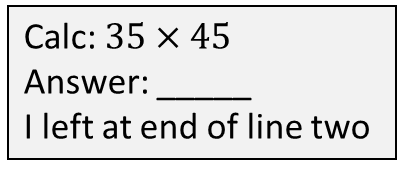 Calc: 35 × 45
Answer: _____
I left at end of line two